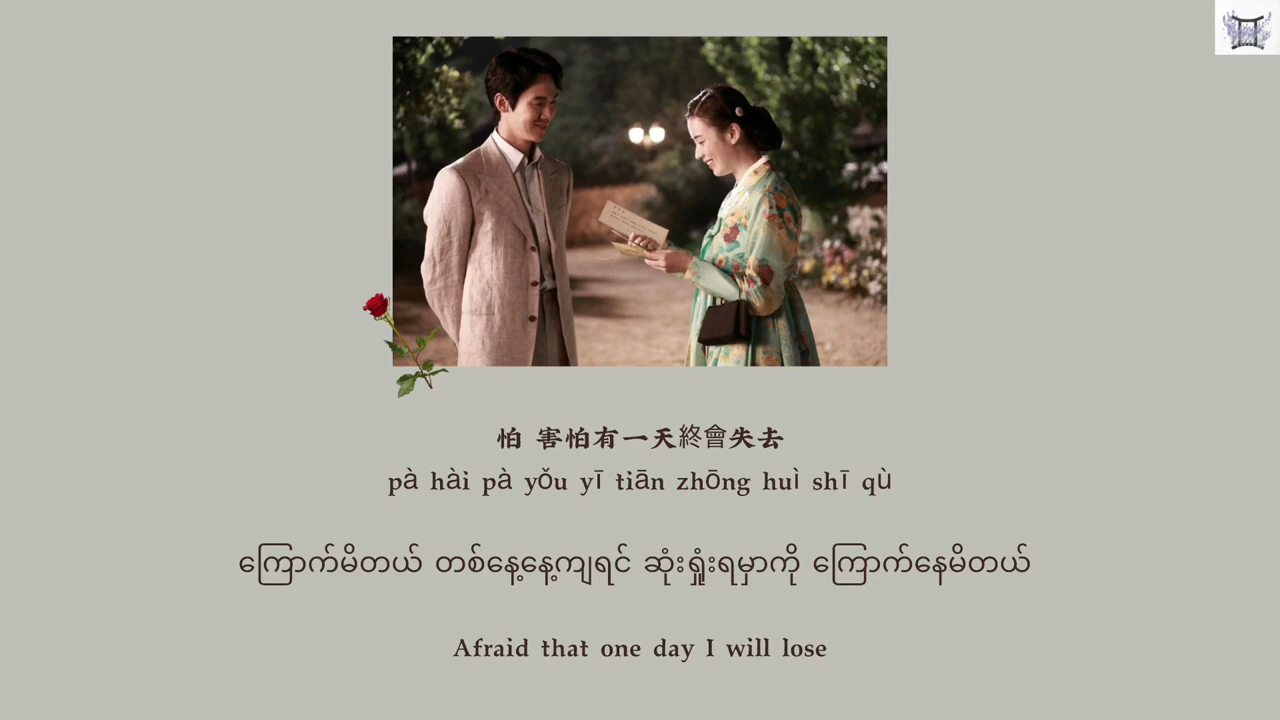 怕 害怕有一天終會失去
pà hài pà yǒu yī tiān zhōng huì shī qù
ကြောက်မိတယ် တစ်နေ့နေ့ကျရင် ဆုံးရှုံးရမှာကို ကြောက်နေမိတယ်
Afraid that one day I will lose